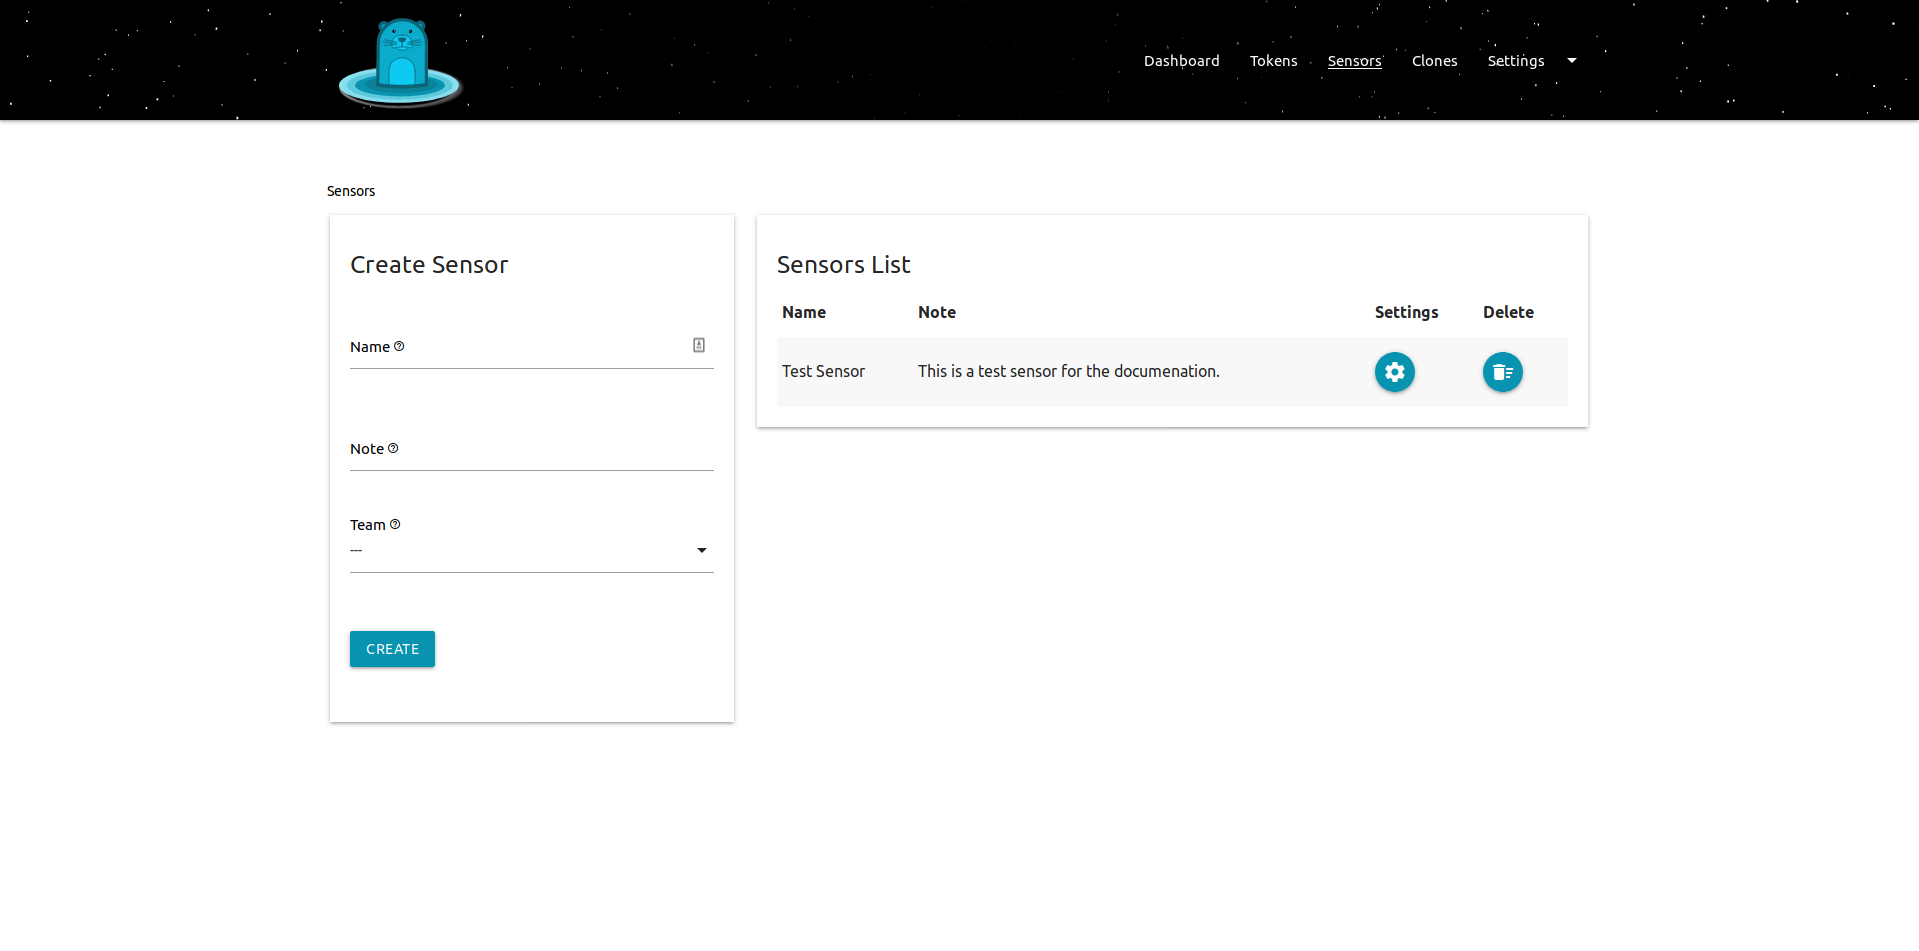 Dashboard Tokens Sensors Clones Settings
Sensors
Create Sensor
Name
Note
Team
---
CREATE
Sensors List
Name Note Settings Delete
Test Sensor This is a test sensor for the documenation.